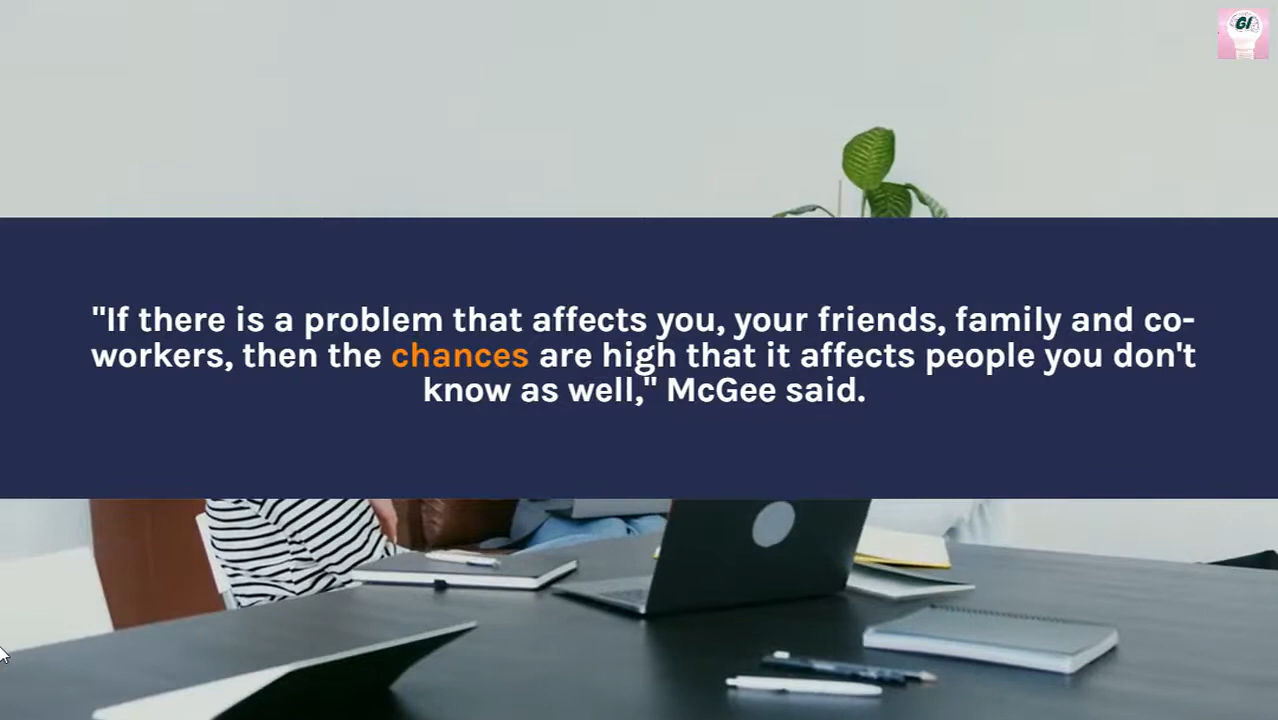 GI
"If there is a problem that affects you, your friends, family and co-
workers, then the chances are high that it affects people you don't
know as well," McGee said.